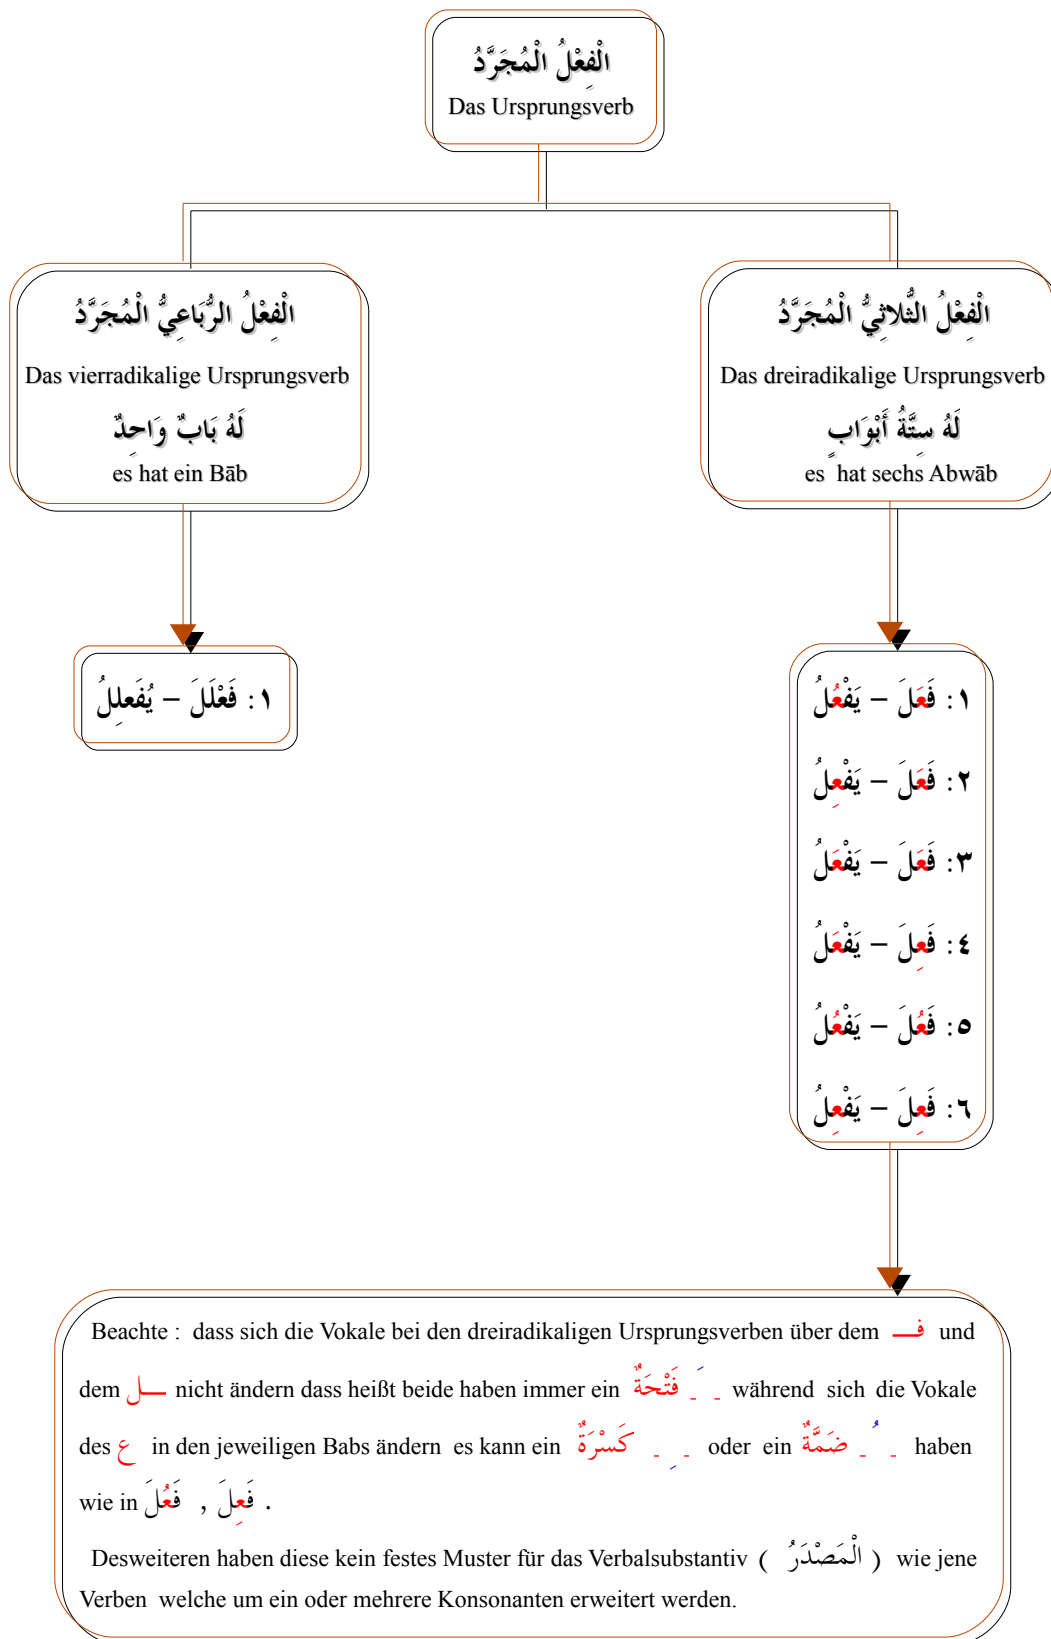 الْفِعْلُ الْمُجَرَّدُ
Das Ursprungsverb
الْفِعْلُ الثُّلاثِيُّ الْمُجَرَّدُ
Das dreiradikalige Ursprungsverb
لَهُ سِتَّةُ أَبْوَابٍ
es hat sechs Abwāb
١: فَعَلَ – يَفْعُلُ
٢: فَعَلَ – يَفْعِلُ
٣: فَعَلَ – يَفْعَلُ
٤: فَعِلَ – يَفْعَلُ
٥: فَعُلَ – يَفْعُلُ
٦: فَعِلَ – يَفْعِلُ
الْفِعْلُ الرُّبَاعِيُّ الْمُجَرَّدُ
Das vierradikalige Ursprungsverb
لَهُ بَابٌ وَاحِدٌ
es hat ein Bāb
١: فَعْلَلَ – يُفَعلِلُ
Beachte : dass sich die Vokale bei den dreiradikaligen Ursprungsverben über dem فــ und
dem ــل nicht ändern dass heißt beide haben immer ein فَتْحَةٌ - َ - während sich die Vokale
des ع in den jeweiligen Babs ändern es kann ein كَسْرَةٌ - ِ - oder ein ضَمَّةٌ - ُ - haben
wie in فَعُلَ , فَعِلَ .
Desweiteren haben diese kein festes Muster für das Verbalsubstantiv ( الْمَصْدَرُ ) wie jene
Verben welche um ein oder mehrere Konsonanten erweitert werden.